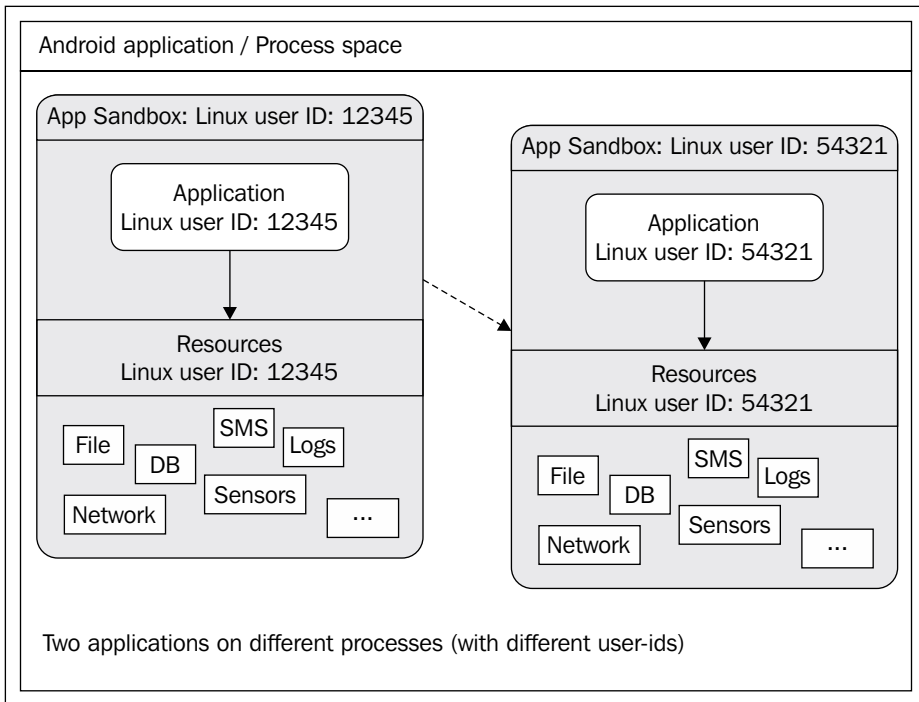 Android application / Process space
App Sandbox: Linux user ID: 12345
Application
Linux user ID: 12345
Resources
Linux user ID: 12345
File
DB
SMS
Logs
Network
Sensors
...
App Sandbox: Linux user ID: 54321
Application
Linux user ID: 54321
Resources
Linux user ID: 54321
File
DB
SMS
Logs
Network
Sensors
...
Two applications on different processes (with different user-ids)